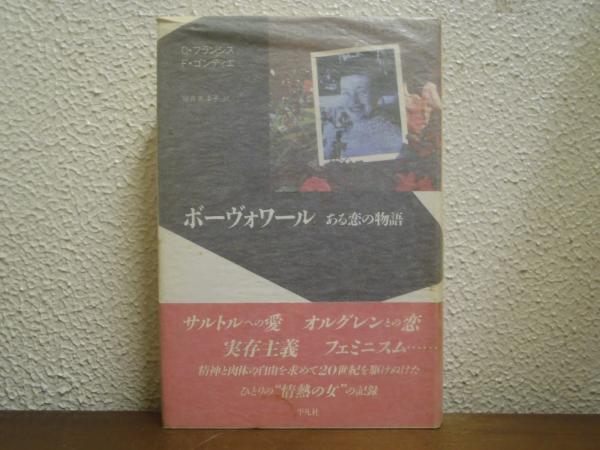 C・フランシス
F・ゴンティエ
ボーヴォワール ある恋の物語
サルトルへの愛 オルグレンとの恋
実存主義 フェミニスム……
精神と肉体の自由を求めて20世紀を駆けぬけた
ひとりの“情熱の女”の記録
平凡社